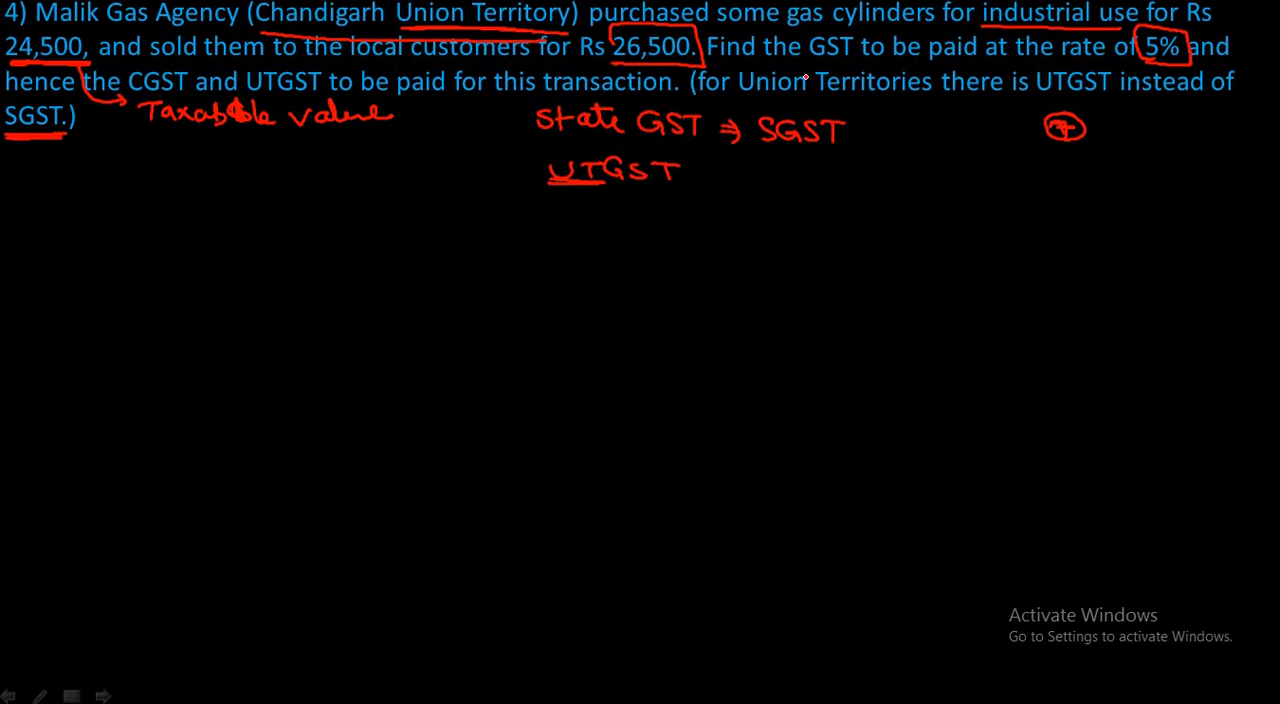 4) Malik Gas Agency (Chandigarh Union Territory) purchased some gas cylinders for industrial use for Rs
24,500, and sold them to the local customers for Rs 26,500. Find the GST to be paid at the rate of 5% and
hence the CGST and UTGST to be paid for this transaction. (for Union Territories there is UTGST instead of
SGST.)
Taxable value
State GST ⇒ SGST
UTGST
Activate Windows
Go to Settings to activate Windows.